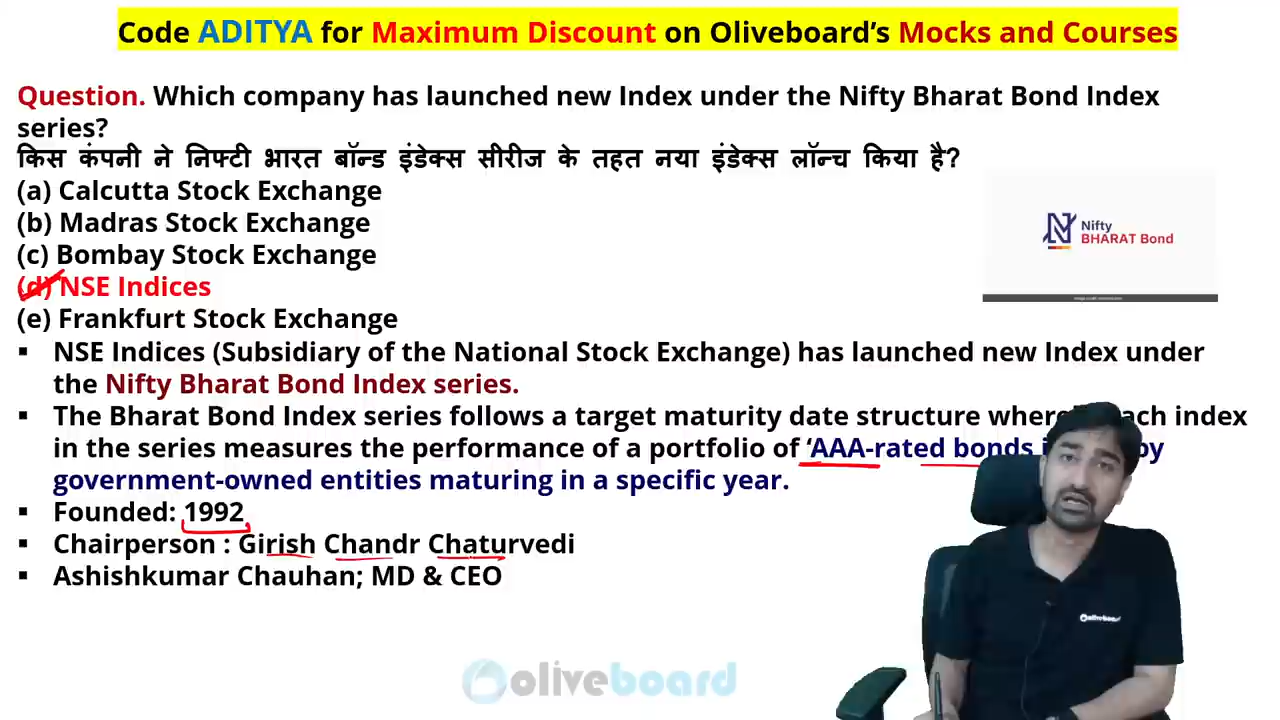 Code ADITYA for Maximum Discount on Oliveboard’s Mocks and Courses
Question. Which company has launched new Index under the Nifty Bharat Bond Index
series?
किस कंपनी ने निफ्टी भारत बॉन्ड इंडेक्स सीरीज के तहत नया इंडेक्स लॉन्च किया है?
(a) Calcutta Stock Exchange
(b) Madras Stock Exchange
(c) Bombay Stock Exchange
(d) NSE Indices
(e) Frankfurt Stock Exchange
Nifty
BHARAT Bond
▪ NSE Indices (Subsidiary of the National Stock Exchange) has launched new Index under
the Nifty Bharat Bond Index series.
▪ The Bharat Bond Index series follows a target maturity date structure index
in the series measures the performance of a portfolio of ‘AAA-rated bonds by
government-owned entities maturing in a specific year.
▪ Founded: 1992
▪ Chairperson : Girish Chandr Chaturvedi
▪ Ashishkumar Chauhan; MD & CEO
oliveboard
oliveboard